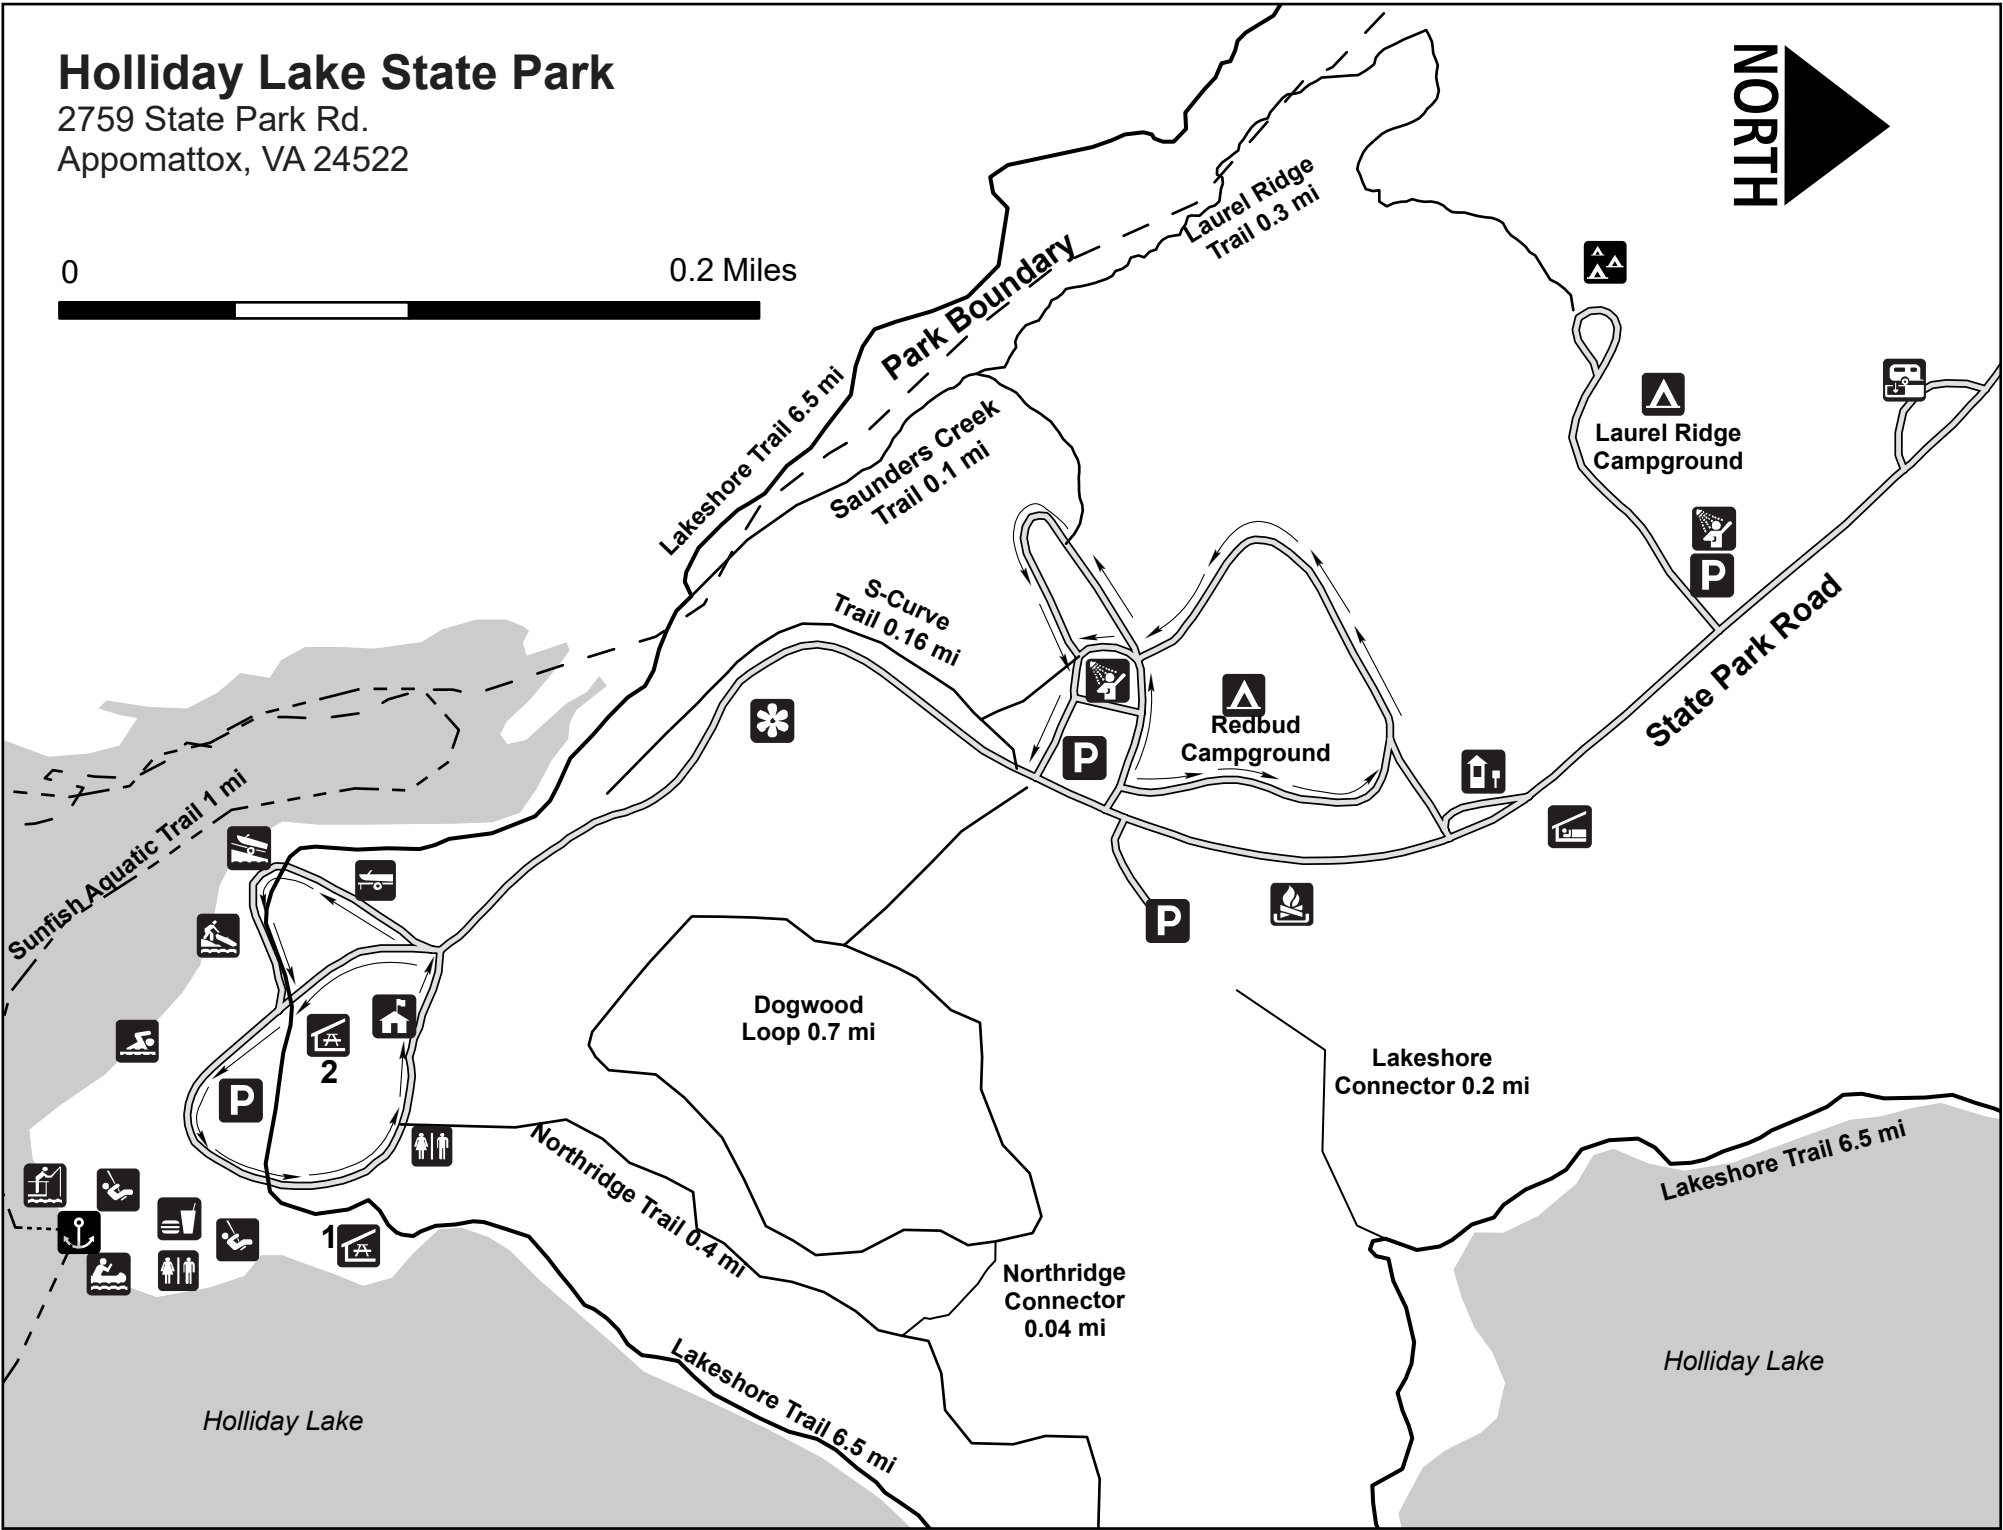 Holliday Lake State Park
2759 State Park Rd.
Appomattox, VA 24522
NORTH
0
0.2 Miles
Laurel Ridge
Trail 0.3 mi
Park Boundary
Lakeshore Trail 6.5 mi
Saunders Creek
Trail 0.1 mi
Laurel Ridge
Campground
P
S-Curve
Trail 0.16 mi
State Park Road
Redbud
Campground
P
Sunfish Aquatic Trail 1 mi
P
Dogwood
Loop 0.7 mi
2
P
Lakeshore
Connector 0.2 mi
Lakeshore Trail 6.5 mi
Northridge Trail 0.4 mi
1
Northridge
Connector
0.04 mi
Lakeshore Trail 6.5 mi
Holliday Lake
Holliday Lake